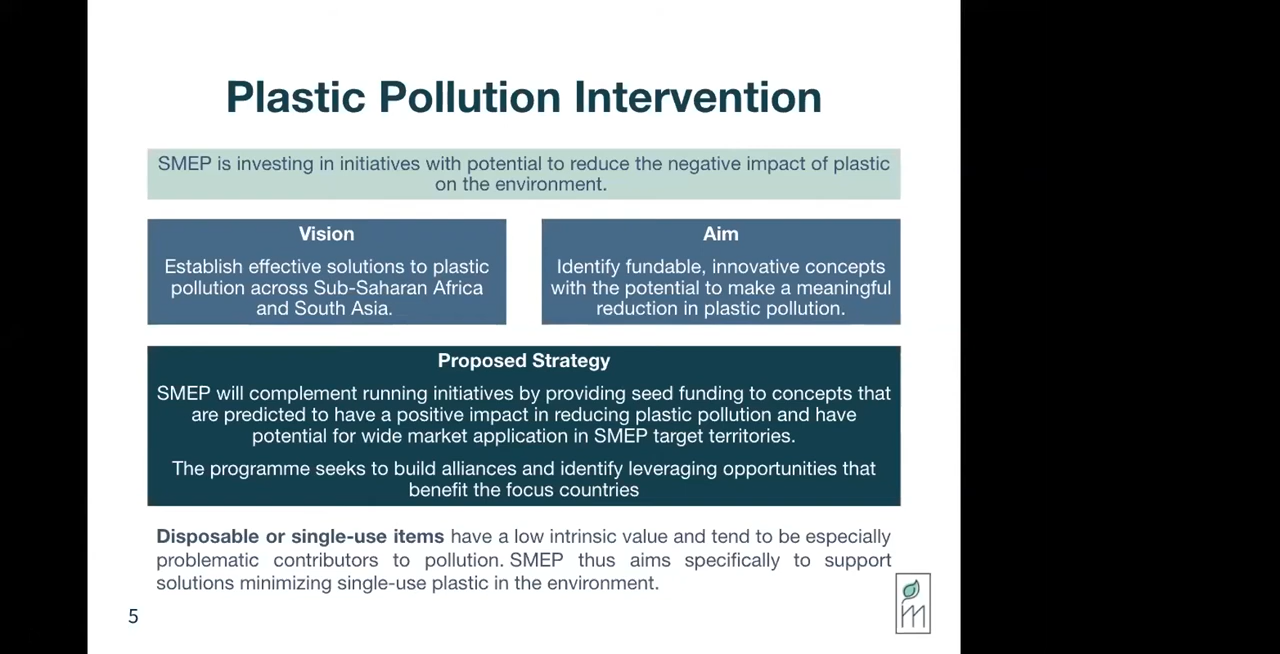 Plastic Pollution Intervention
SMEP is investing in initiatives with potential to reduce the negative impact of plastic
on the environment.
Vision
Establish effective solutions to plastic
pollution across Sub-Saharan Africa
and South Asia.
Aim
Identify fundable, innovative concepts
with the potential to make a meaningful
reduction in plastic pollution.
Proposed Strategy
SMEP will complement running initiatives by providing seed funding to concepts that
are predicted to have a positive impact in reducing plastic pollution and have
potential for wide market application in SMEP target territories.
The programme seeks to build alliances and identify leveraging opportunities that
benefit the focus countries
Disposable or single-use items have a low intrinsic value and tend to be especially
problematic contributors to pollution. SMEP thus aims specifically to support
solutions minimizing single-use plastic in the environment.
5